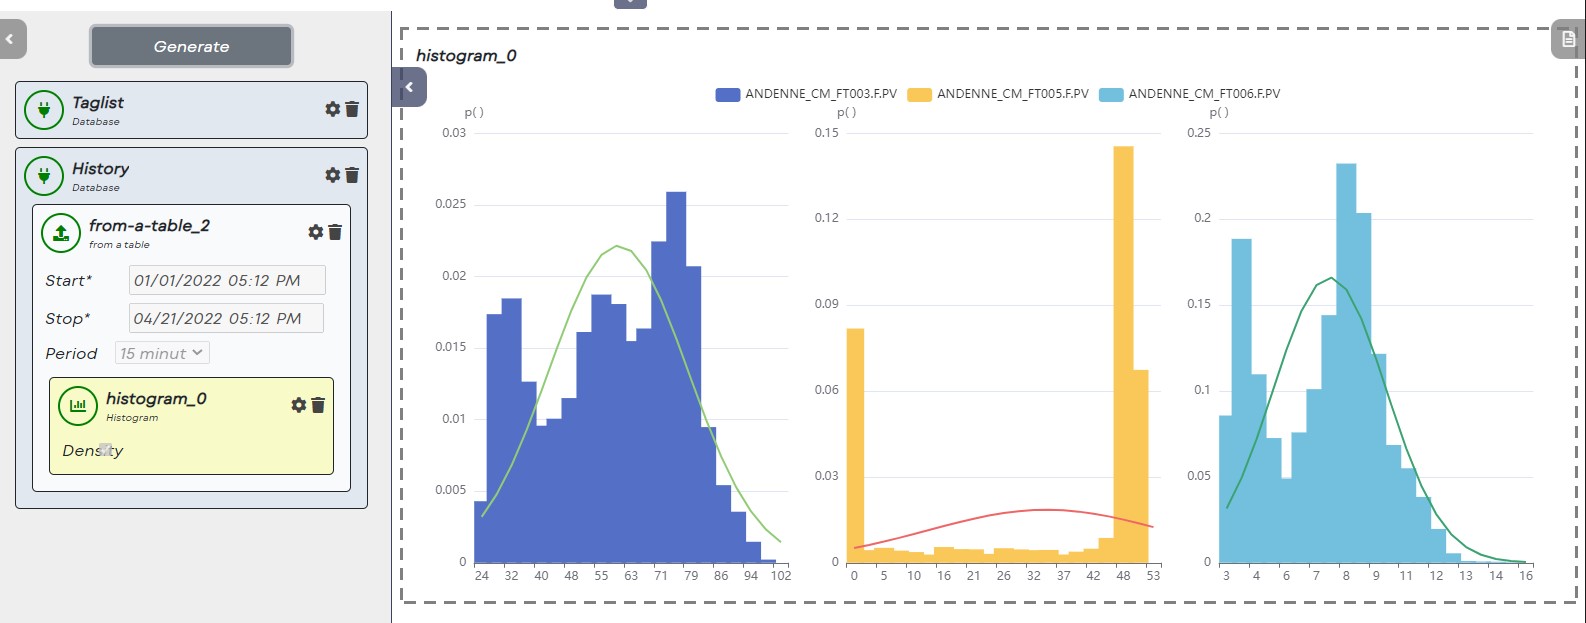 Generate
Taglist
Database
History
Database
from-a-table_2
from a table
Start* 01/01/2022 05:12 PM
Stop* 04/21/2022 05:12 PM
Period 15 minut
histogram_0
Histogram
Density
histogram_0
ANDENNE_CM_FT003.F.PV ANDENNE_CM_FT005.F.PV ANDENNE_CM_FT006.F.PV
p( )
0.03
0.025
0.02
0.015
0.01
0.005
0
24 32 40 48 55 63 71 79 86 94 102
p( )
0.15
0.12
0.09
0.06
0.03
0
0 5 10 16 21 26 32 37 42 48 53
p( )
0.25
0.2
0.15
0.1
0.05
0
3 4 6 7 8 9 11 12 13 14 16